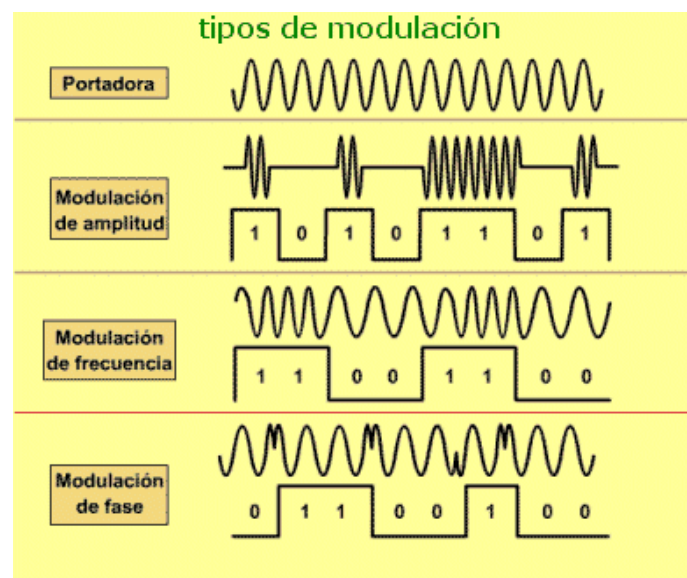 tipos de modulación
Portadora
Modulación
de amplitud
1 0 1 0 1 1 0 1
Modulación
de frecuencia
1 1 0 0 1 1 0 0
Modulación
de fase
0 1 1 0 0 1 0 0